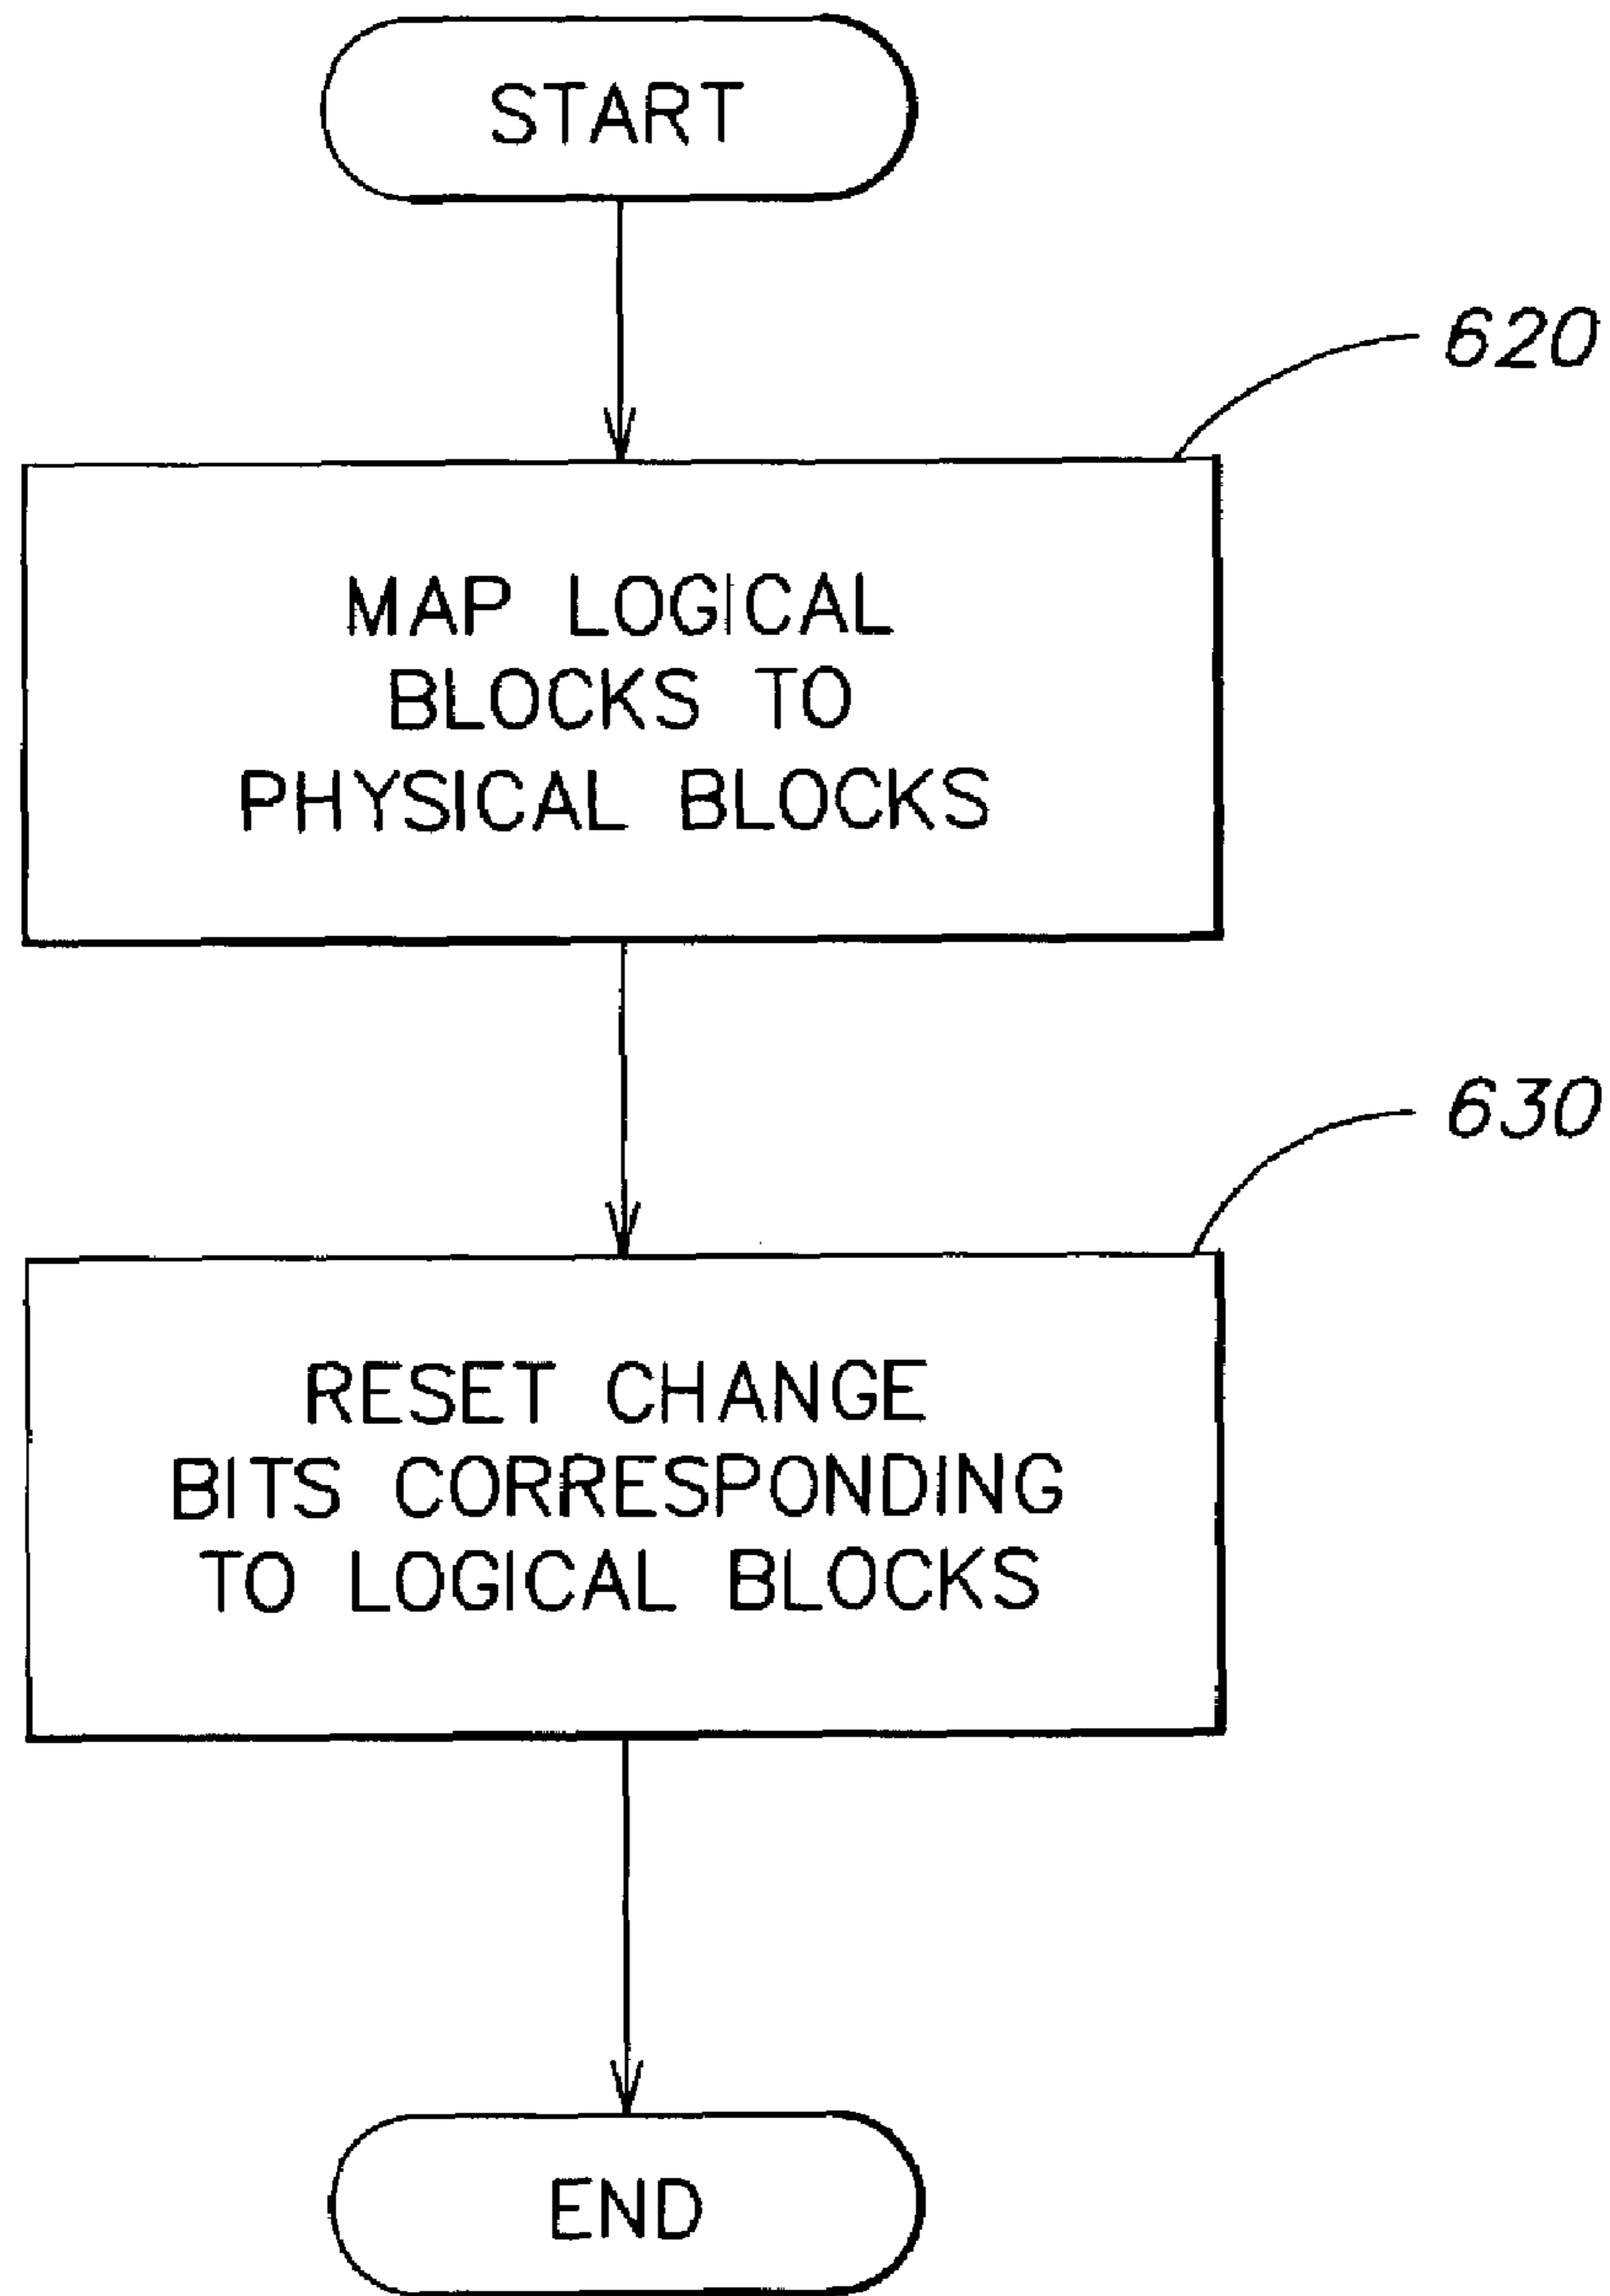 START
620
MAP LOGICAL
BLOCKS TO
PHYSICAL BLOCKS
630
RESET CHANGE
BITS CORRESPONDING
TO LOGICAL BLOCKS
END